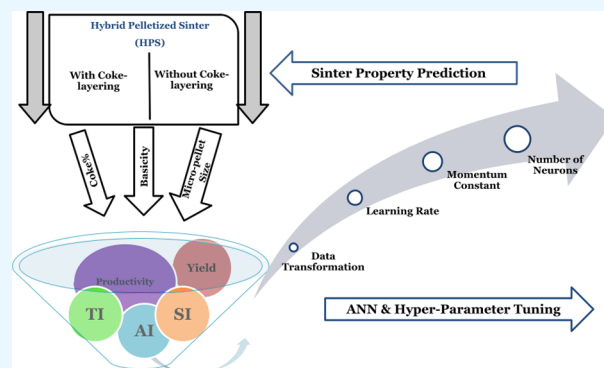 Hybrid Pelletized Sinter
(HPS)
With Coke-
layering
Without Coke-
layering
Sinter Property Prediction
Coke%
Basicity
Micro-pellet
Size
Number of
Neurons
Momentum
Constant
Learning Rate
Data
Transformation
Yield
Productivity
TI
AI
SI
ANN & Hyper-Parameter Tuning